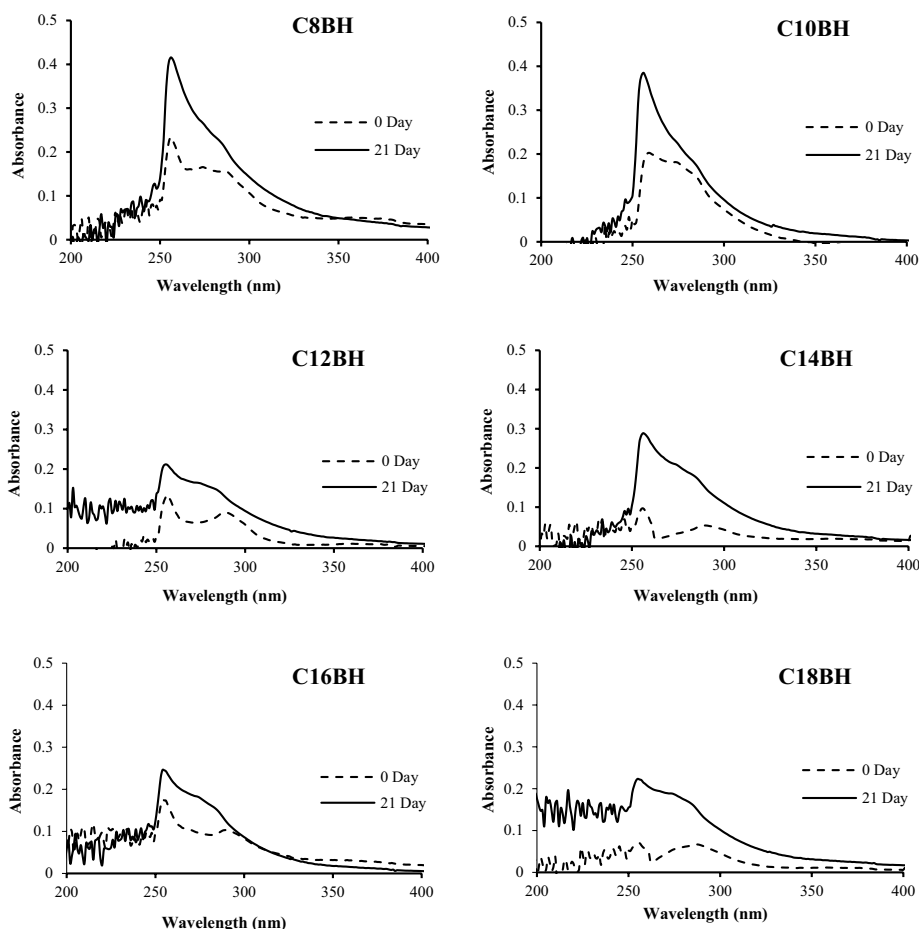 C8BH
0.5
0.4
0.3
0.2
0.1
0
Absorbance
0 Day
21 Day
200 250 300 350 400
Wavelength (nm)
C10BH
0.5
0.4
0.3
0.2
0.1
0
Absorbance
0 Day
21 Day
200 250 300 350 400
Wavelength (nm)
C12BH
0.5
0.4
0.3
0.2
0.1
0
Absorbance
0 Day
21 Day
200 250 300 350 400
Wavelength (nm)
C14BH
0.5
0.4
0.3
0.2
0.1
0
Absorbance
0 Day
21 Day
200 250 300 350 400
Wavelength (nm)
C16BH
0.5
0.4
0.3
0.2
0.1
0
Absorbance
0 Day
21 Day
200 250 300 350 400
Wavelength (nm)
C18BH
0.5
0.4
0.3
0.2
0.1
0
Absorbance
0 Day
21 Day
200 250 300 350 400
Wavelength (nm)